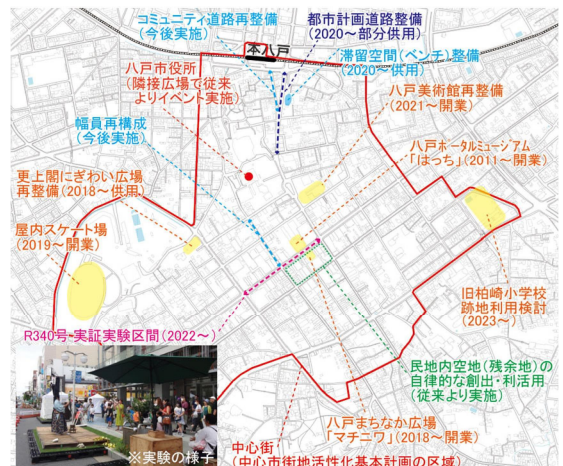 コミュニティ道路再整備
(今後実施)
都市計画道路整備
(2020～部分供用)
本八戸
滞留空間(ベンチ)整備
(2020～供用)
八戸市役所
(隣接広場で従来
よりイベント実施)
八戸美術館再整備
(2021～開業)
幅員再構成
(今後実施)
八戸ポータルミュージアム
「はっち」(2011～開業)
更上閣にぎわい広場
再整備(2018～供用)
屋内スケート場
(2019～開業)
旧柏崎小学校
跡地利用検討
(2023～)
R340号・実証実験区間(2022～)
民地内空地(残余地)の
自律的な創出・利活用
(従来より実施)
八戸まちなか広場
「マチニワ」(2018～開業)
※実験の様子
中心街
(中心市街地活性化基本計画の区域)